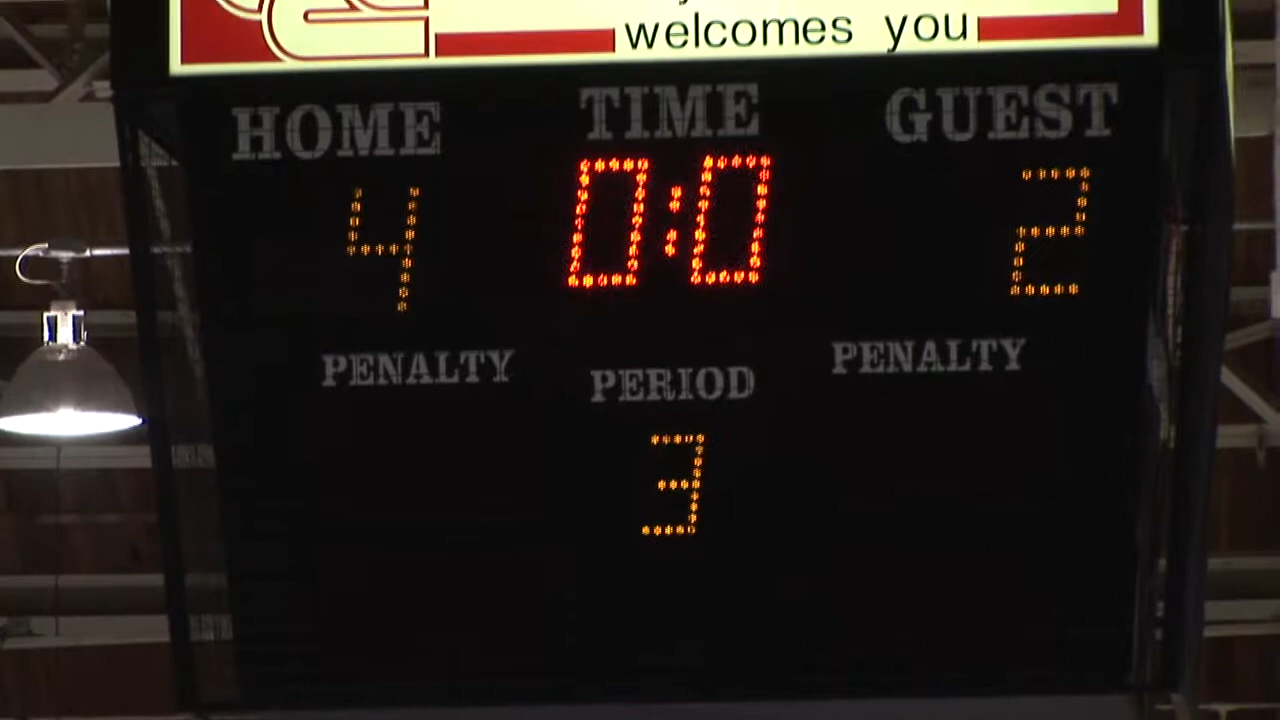 welcomes you
HOME TIME GUEST
4 0:0 2
PENALTY PERIOD PENALTY
3